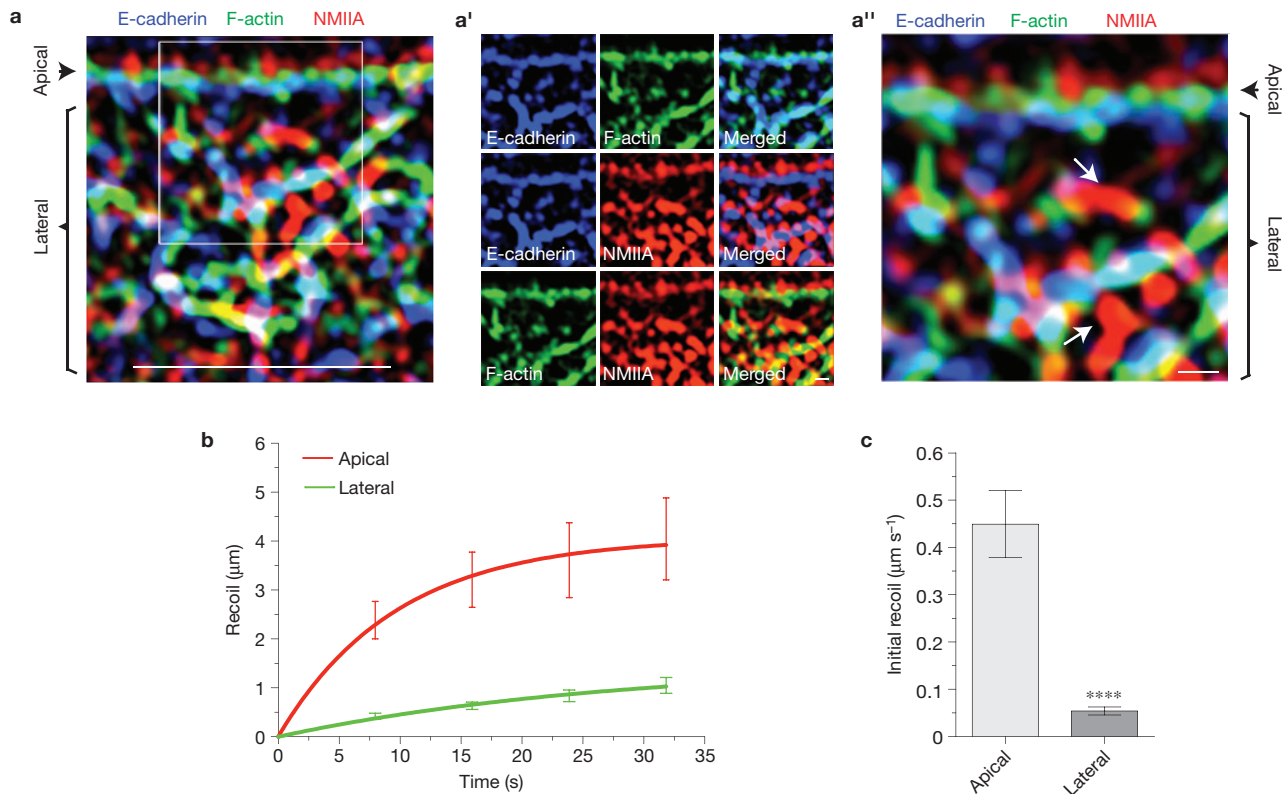 a
E-cadherin F-actin NMIIA
Apical
Lateral
a'
E-cadherin F-actin Merged
E-cadherin NMIIA Merged
F-actin NMIIA Merged
a''
E-cadherin F-actin NMIIA
Apical
Lateral
b
Recoil (μm)
6
5
4
3
2
1
0
Apical
Lateral
0 5 10 15 20 25 30 35
Time (s)
c
Initial recoil (μm s⁻¹)
0.6
0.5
0.4
0.3
0.2
0.05
0
****
Apical
Lateral